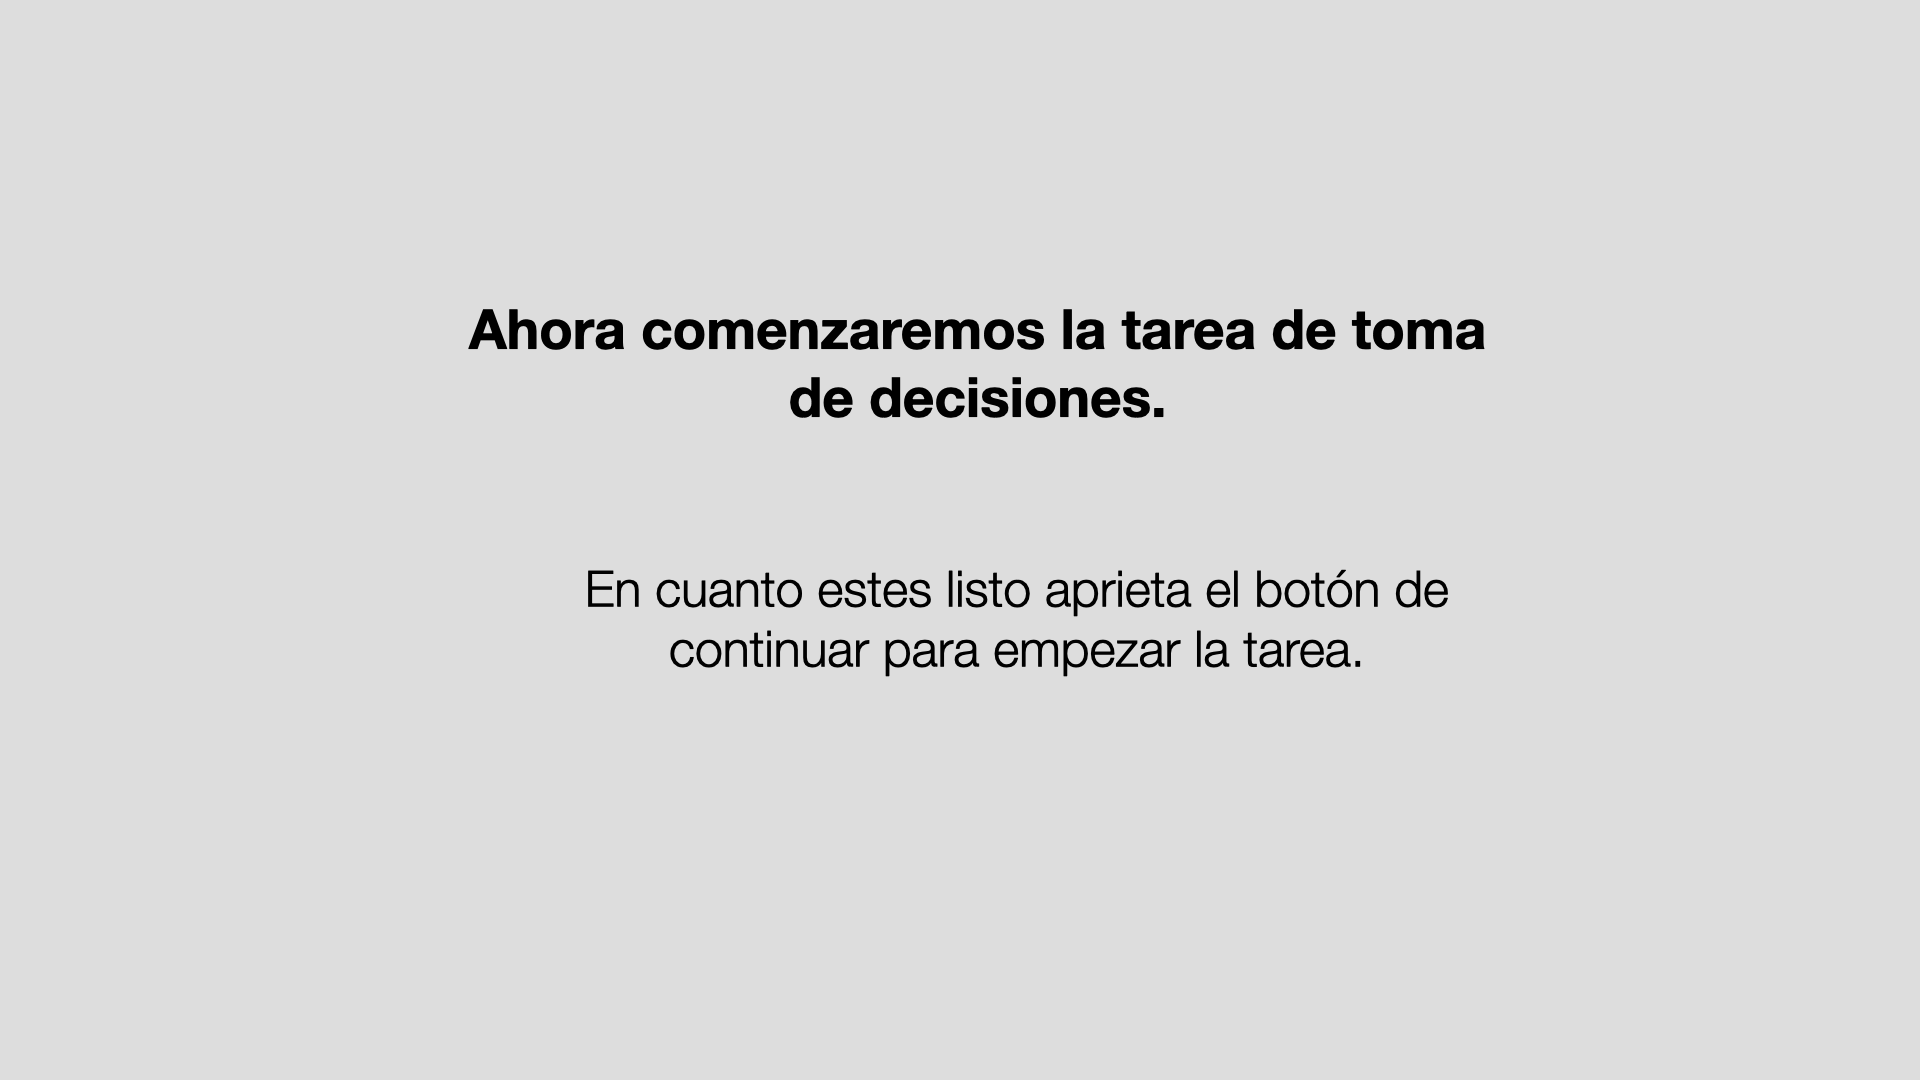 Ahora comenzaremos la tarea de toma
de decisiones.
En cuanto estes listo aprieta el botón de
continuar para empezar la tarea.